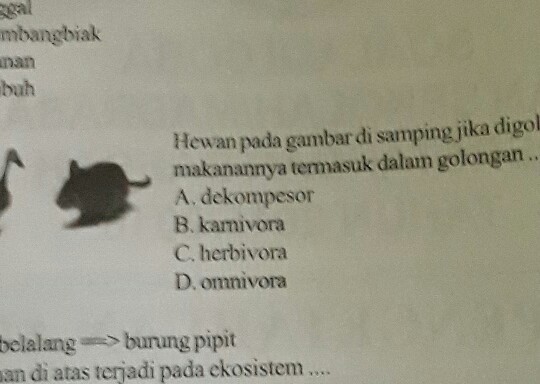 ggal
mbangbiak
anan
buh
Hewan pada gambar di samping jika digol
makanannya termasuk dalam golongan ..
A. dekompesor
B. karnivora
C. herbivora
D. omnivora
belalang ==> burung pipit
nan di atas terjadi pada ekosistem ....